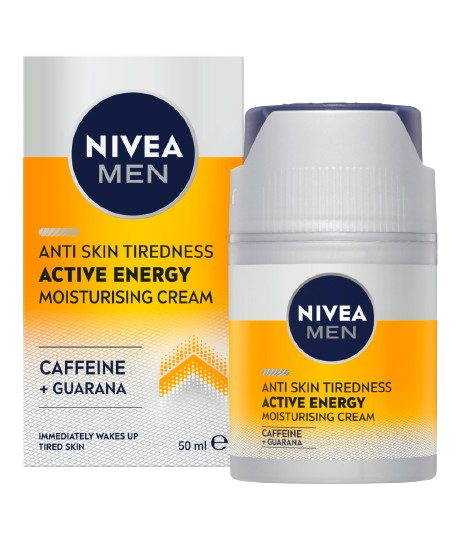 NIVEA
MEN
ANTI SKIN TIREDNESS
ACTIVE ENERGY
MOISTURISING CREAM
CAFFEINE
+ GUARANA
IMMEDIATELY WAKES UP
TIRED SKIN
50 ml ℮
NIVEA
MEN
ANTI SKIN TIREDNESS
ACTIVE ENERGY
MOISTURISING CREAM
CAFFEINE
+ GUARANA